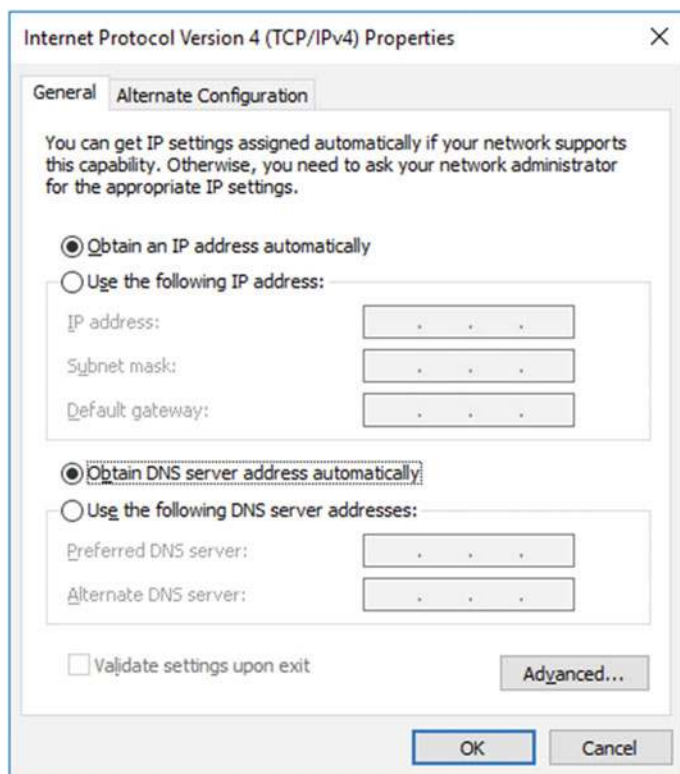 Internet Protocol Version 4 (TCP/IPv4) Properties
General
Alternate Configuration
You can get IP settings assigned automatically if your network supports
this capability. Otherwise, you need to ask your network administrator
for the appropriate IP settings.
Obtain an IP address automatically
Use the following IP address:
IP address:
Subnet mask:
Default gateway:
Obtain DNS server address automatically
Use the following DNS server addresses:
Preferred DNS server:
Alternate DNS server:
Validate settings upon exit
Advanced...
OK
Cancel